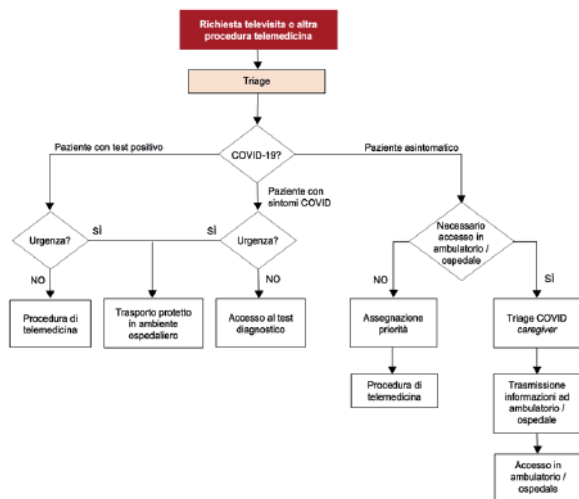 Richiesta televisita o altra
procedura telemedicina
Triage
Paziente con test positivo
COVID-19?
Paziente asintomatico
Paziente con
sintomi COVID
Urgenza?
SÌ
SÌ
Urgenza?
Necessario
accesso in
ambulatorio /
ospedale
NO
NO
NO
SÌ
Procedura di
telemedicina
Trasporto protetto
in ambiente
ospedaliero
Accesso al test
diagnostico
Assegnazione
priorità
Triage COVID
caregiver
Procedura di
telemedicina
Trasmissione
informazioni ad
ambulatorio /
ospedale
Accesso in
ambulatorio /
ospedale